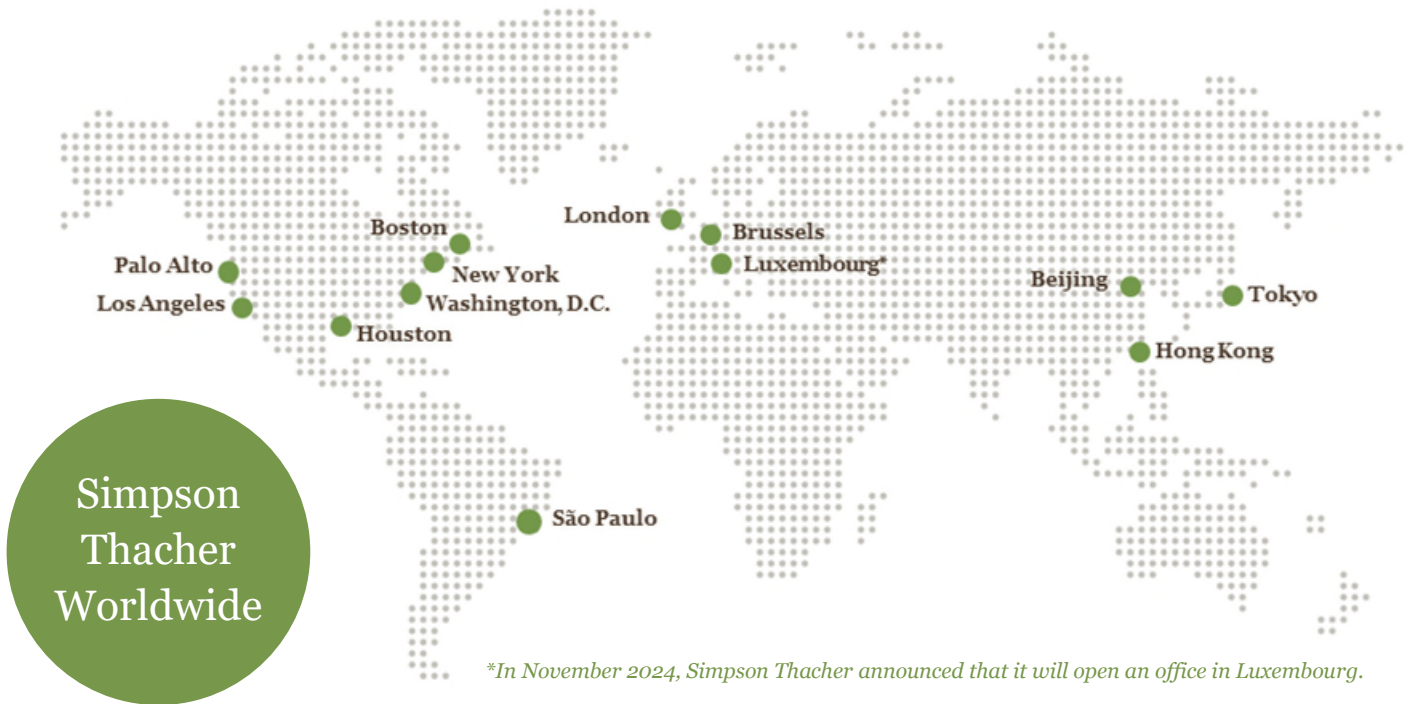 London
Boston
Brussels
Palo Alto
New York
Luxembourg*
Beijing
Los Angeles
Washington, D.C.
Tokyo
Houston
Hong Kong
Simpson
Thacher
Worldwide
São Paulo
*In November 2024, Simpson Thacher announced that it will open an office in Luxembourg.